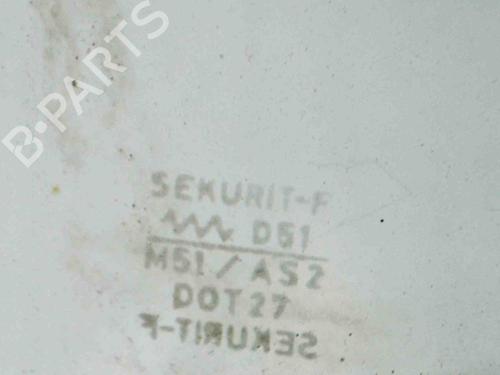 B-PARTS
SEKURIT-F
D51
M51/AS2
DOT27
SEKURIT-F